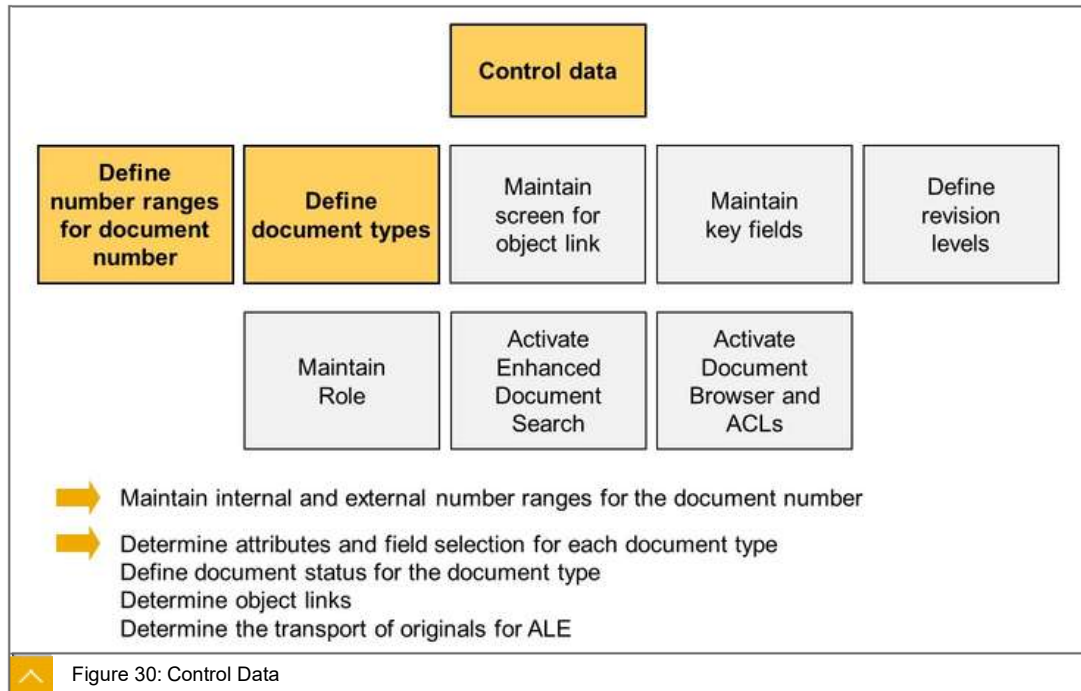 Control data
Define
number ranges
for document
number
Define
document types
Maintain
screen for
object link
Maintain
key fields
Define
revision
levels
Maintain
Role
Activate
Enhanced
Document
Search
Activate
Document
Browser and
ACLs
Maintain internal and external number ranges for the document number
Determine attributes and field selection for each document type
Define document status for the document type
Determine object links
Determine the transport of originals for ALE
Figure 30: Control Data